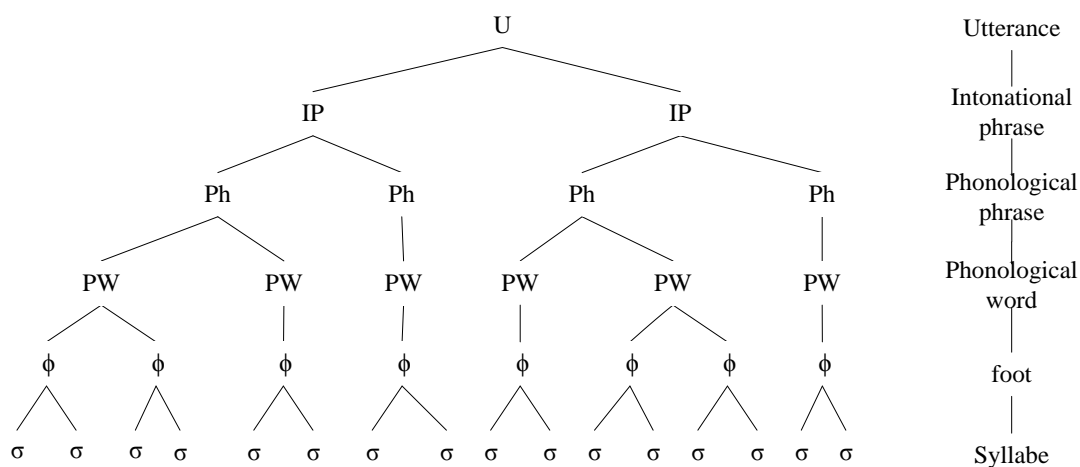 U
Utterance
IP IP
Intonational
phrase
Ph Ph Ph Ph
Phonological
phrase
PW PW PW PW PW PW
Phonological
word
ϕ ϕ ϕ ϕ ϕ ϕ ϕ ϕ
foot
σ σ σ σ σ σ σ σ σ σ σ σ σ σ σ σ
Syllabe